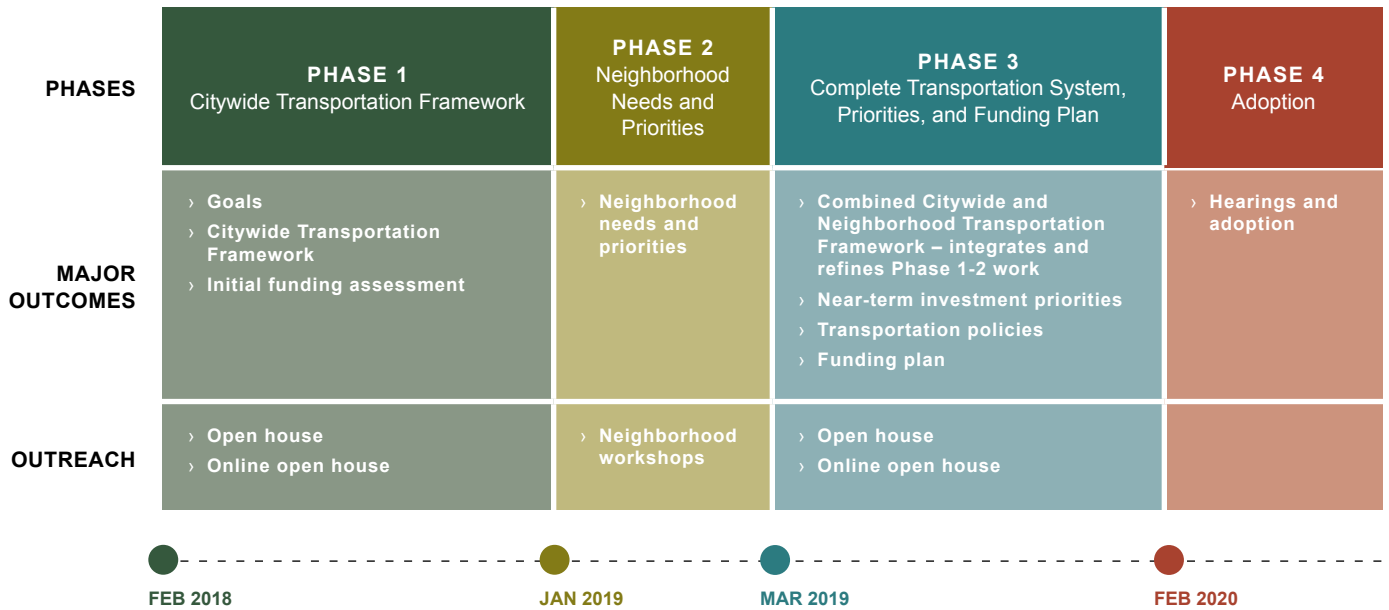 PHASES
PHASE 1
Citywide Transportation Framework
PHASE 2
Neighborhood
Needs and
Priorities
PHASE 3
Complete Transportation System,
Priorities, and Funding Plan
PHASE 4
Adoption
MAJOR
OUTCOMES
› Goals
› Citywide Transportation
Framework
› Initial funding assessment
› Neighborhood
needs and
priorities
› Combined Citywide and
Neighborhood Transportation
Framework – integrates and
refines Phase 1-2 work
› Near-term investment priorities
› Transportation policies
› Funding plan
› Hearings and
adoption
OUTREACH
› Open house
› Online open house
› Neighborhood
workshops
› Open house
› Online open house
FEB 2018
JAN 2019
MAR 2019
FEB 2020